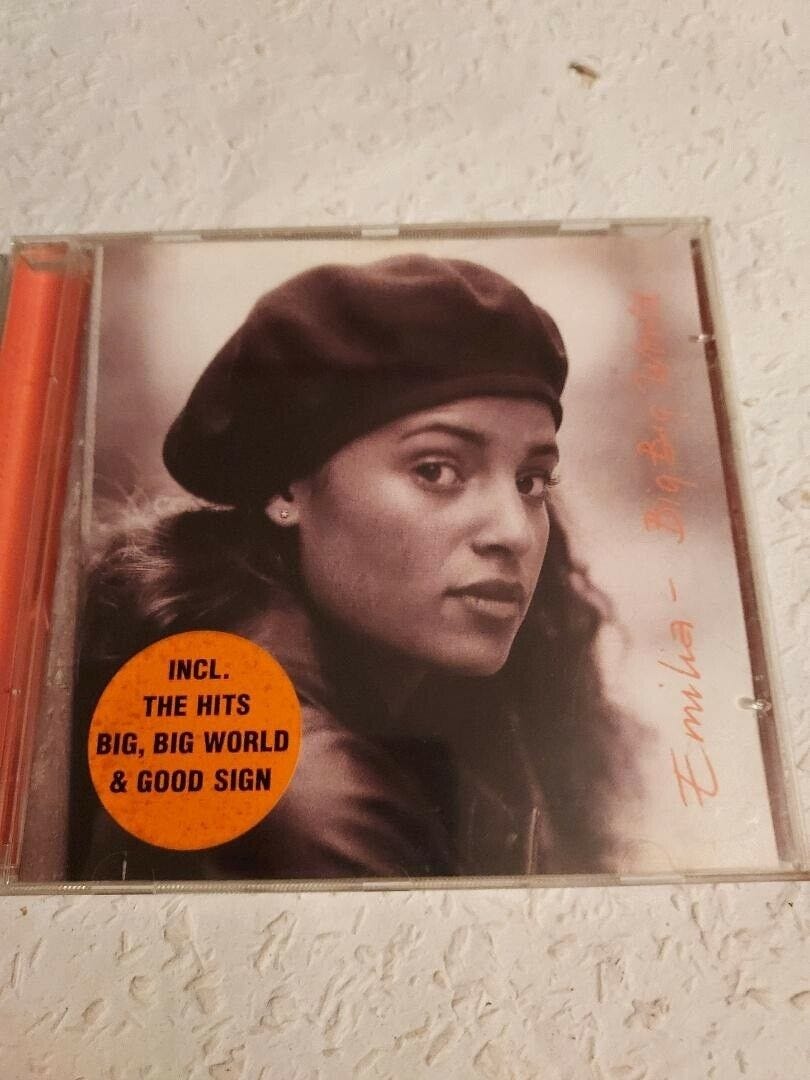 INCL.
THE HITS
BIG, BIG WORLD
& GOOD SIGN
Emilia - Big Big World